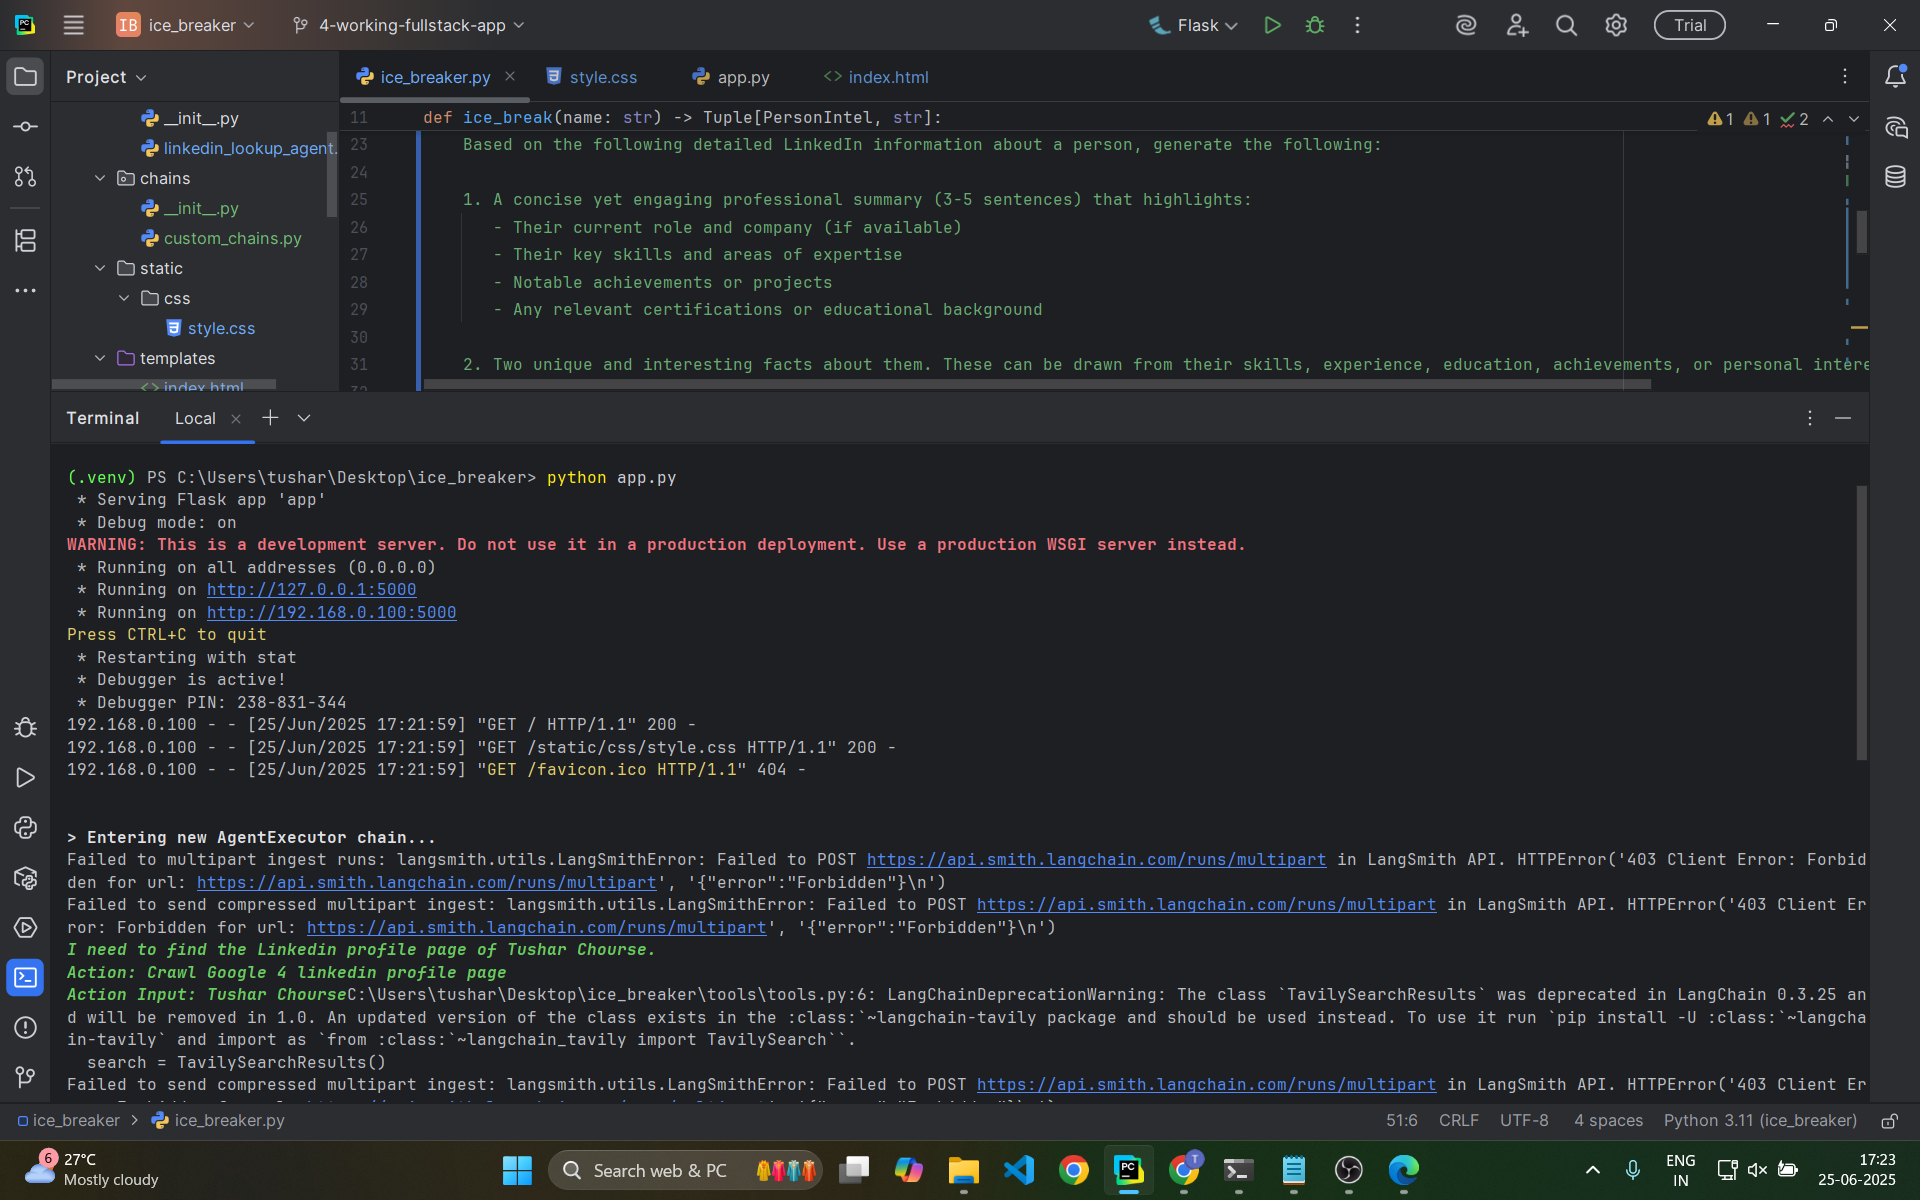 PC
IB ice_breaker
4-working-fullstack-app
Flask
Trial
Project
ice_breaker.py
style.css
app.py
index.html
__init__.py
linkedin_lookup_agent.
chains
__init__.py
custom_chains.py
static
css
style.css
templates
index.html
11 def ice_break(name: str) -> Tuple[PersonIntel, str]:
1 1 2
23 Based on the following detailed LinkedIn information about a person, generate the following:
24
25 1. A concise yet engaging professional summary (3-5 sentences) that highlights:
26 - Their current role and company (if available)
27 - Their key skills and areas of expertise
28 - Notable achievements or projects
29 - Any relevant certifications or educational background
30
31 2. Two unique and interesting facts about them. These can be drawn from their skills, experience, education, achievements, or personal intere
32
Terminal Local
(.venv) PS C:\Users\tushar\Desktop\ice_breaker> python app.py
* Serving Flask app 'app'
* Debug mode: on
WARNING: This is a development server. Do not use it in a production deployment. Use a production WSGI server instead.
* Running on all addresses (0.0.0.0)
* Running on http://127.0.0.1:5000
* Running on http://192.168.0.100:5000
Press CTRL+C to quit
* Restarting with stat
* Debugger is active!
* Debugger PIN: 238-831-344
192.168.0.100 - - [25/Jun/2025 17:21:59] "GET / HTTP/1.1" 200 -
192.168.0.100 - - [25/Jun/2025 17:21:59] "GET /static/css/style.css HTTP/1.1" 200 -
192.168.0.100 - - [25/Jun/2025 17:21:59] "GET /favicon.ico HTTP/1.1" 404 -
> Entering new AgentExecutor chain...
Failed to multipart ingest runs: langsmith.utils.LangSmithError: Failed to POST https://api.smith.langchain.com/runs/multipart in LangSmith API. HTTPError('403 Client Error: Forbid
den for url: https://api.smith.langchain.com/runs/multipart', '{"error":"Forbidden"}\n')
Failed to send compressed multipart ingest: langsmith.utils.LangSmithError: Failed to POST https://api.smith.langchain.com/runs/multipart in LangSmith API. HTTPError('403 Client Er
ror: Forbidden for url: https://api.smith.langchain.com/runs/multipart', '{"error":"Forbidden"}\n')
I need to find the Linkedin profile page of Tushar Chourse.
Action: Crawl Google 4 linkedin profile page
Action Input: Tushar ChourseC:\Users\tushar\Desktop\ice_breaker\tools\tools.py:6: LangChainDeprecationWarning: The class `TavilySearchResults` was deprecated in LangChain 0.3.25 an
d will be removed in 1.0. An updated version of the class exists in the :class:`~langchain-tavily package and should be used instead. To use it run `pip install -U :class:`~langcha
in-tavily` and import as `from :class:`~langchain_tavily import TavilySearch``.
search = TavilySearchResults()
Failed to send compressed multipart ingest: langsmith.utils.LangSmithError: Failed to POST https://api.smith.langchain.com/runs/multipart in LangSmith API. HTTPError('403 Client Er
ice_breaker > ice_breaker.py
51:6 CRLF UTF-8 4 spaces Python 3.11 (ice_breaker)
6
27°C
Mostly cloudy
Search web & PC
PC
T
ENG
IN
17:23
25-06-2025